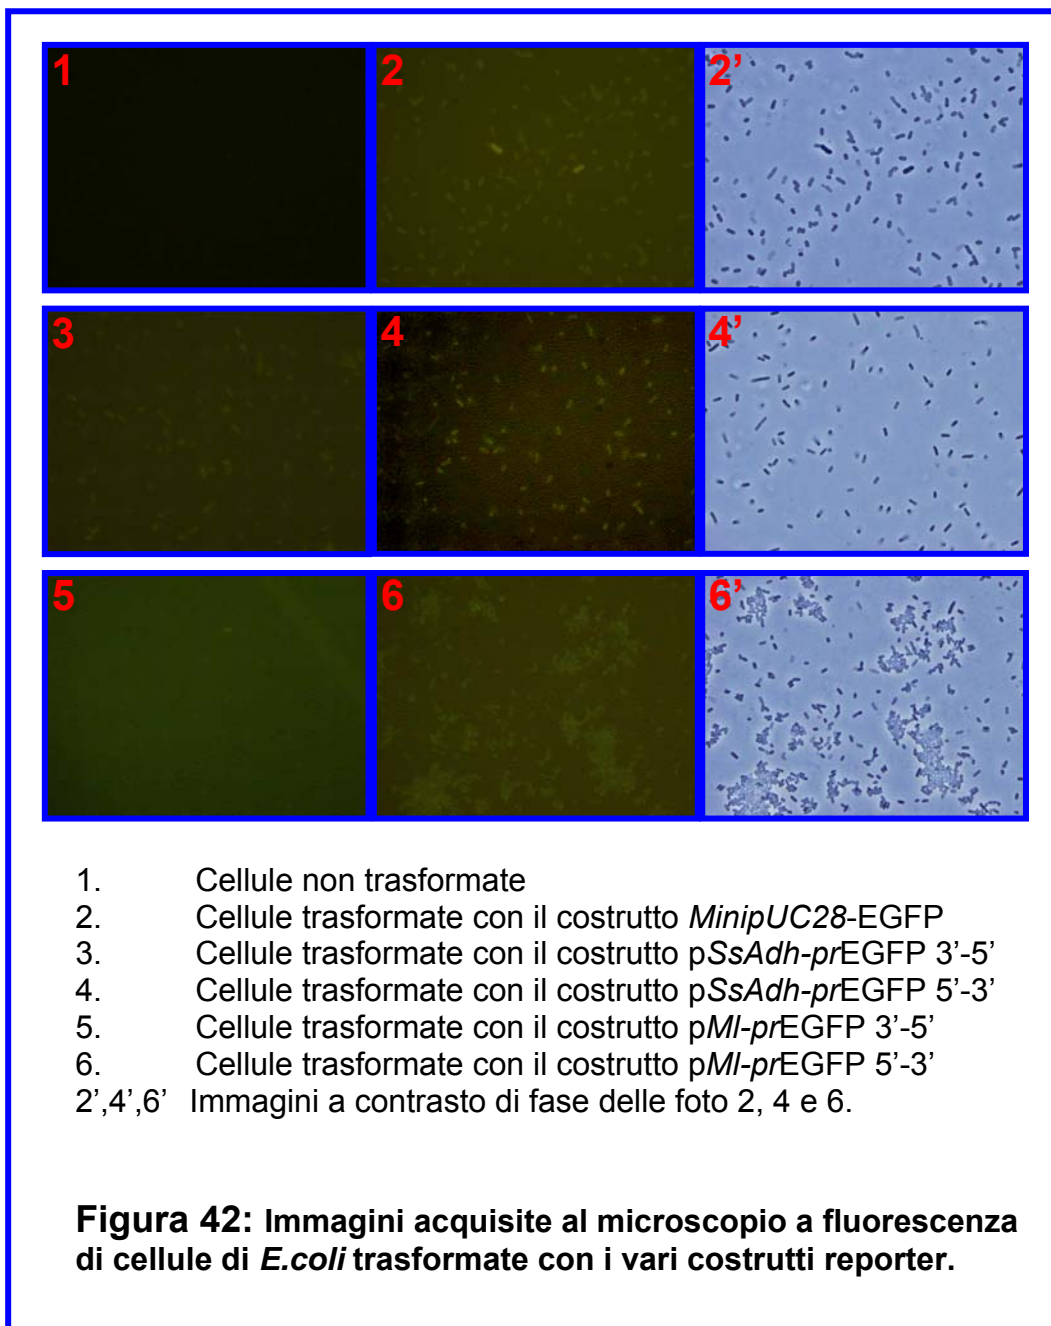 1 2 2’
3 4 4’
5 6 6’
1. Cellule non trasformate
2. Cellule trasformate con il costrutto MinipUC28-EGFP
3. Cellule trasformate con il costrutto pSsAdh-prEGFP 3’-5’
4. Cellule trasformate con il costrutto pSsAdh-prEGFP 5’-3’
5. Cellule trasformate con il costrutto pMl-prEGFP 3’-5’
6. Cellule trasformate con il costrutto pMl-prEGFP 5’-3’
2’,4’,6’ Immagini a contrasto di fase delle foto 2, 4 e 6.
Figura 42: Immagini acquisite al microscopio a fluorescenza
di cellule di E.coli trasformate con i vari costrutti reporter.